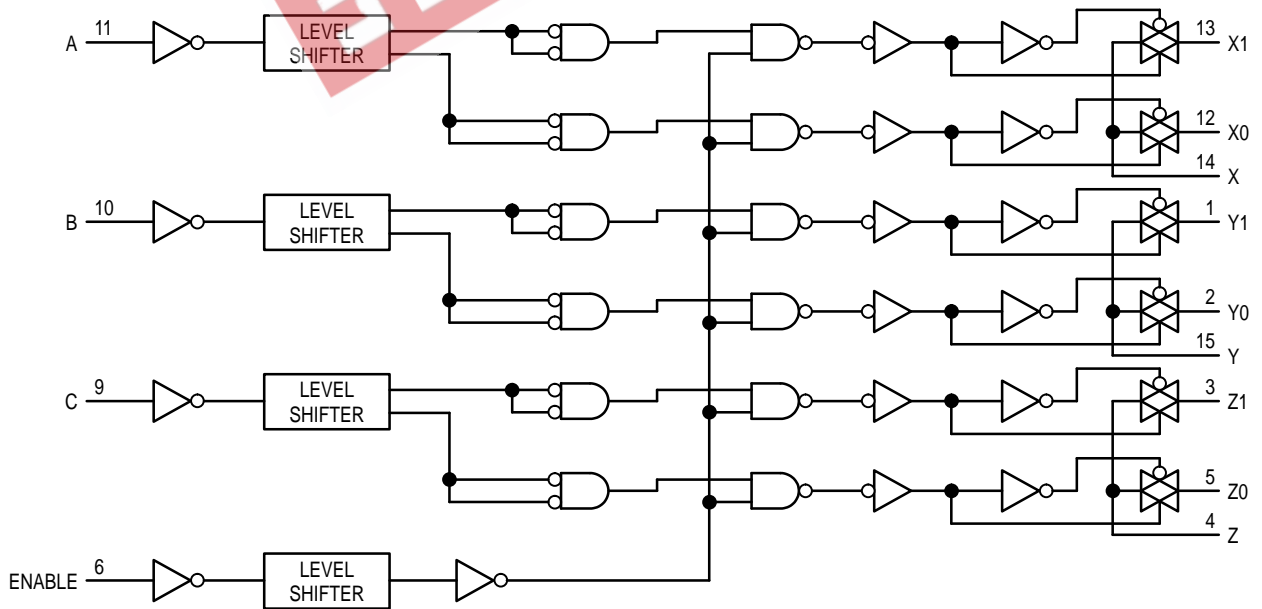 A 11 LEVEL SHIFTER 13 X1
12 X0
14 X
B 10 LEVEL SHIFTER 1 Y1
2 Y0
15 Y
C 9 LEVEL SHIFTER 3 Z1
5 Z0
4 Z
ENABLE 6 LEVEL SHIFTER